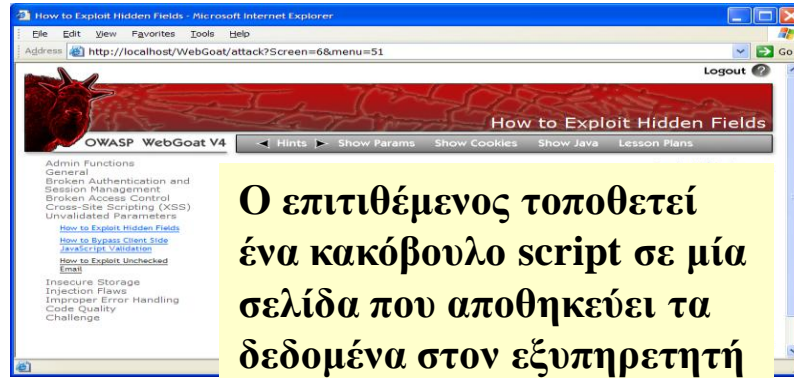 How to Exploit Hidden Fields - Microsoft Internet Explorer
File Edit View Favorites Tools Help
Address http://localhost/WebGoat/attack?Screen=6&menu=51 Go
Logout ?
How to Exploit Hidden Fields
OWASP WebGoat V4 Hints Show Params Show Cookies Show Java Lesson Plans
Admin Functions
General
Broken Authentication and
Session Management
Broken Access Control
Cross-Site Scripting (XSS)
Unvalidated Parameters
How to Exploit Hidden Fields
How to Bypass Client Side
JavaScript Validation
How to Exploit Unchecked
Email
Insecure Storage
Injection Flaws
Improper Error Handling
Code Quality
Challenge
Ο επιτιθέμενος τοποθετεί
ένα κακόβουλο script σε μία
σελίδα που αποθηκεύει τα
δεδομένα στον εξυπηρετητή